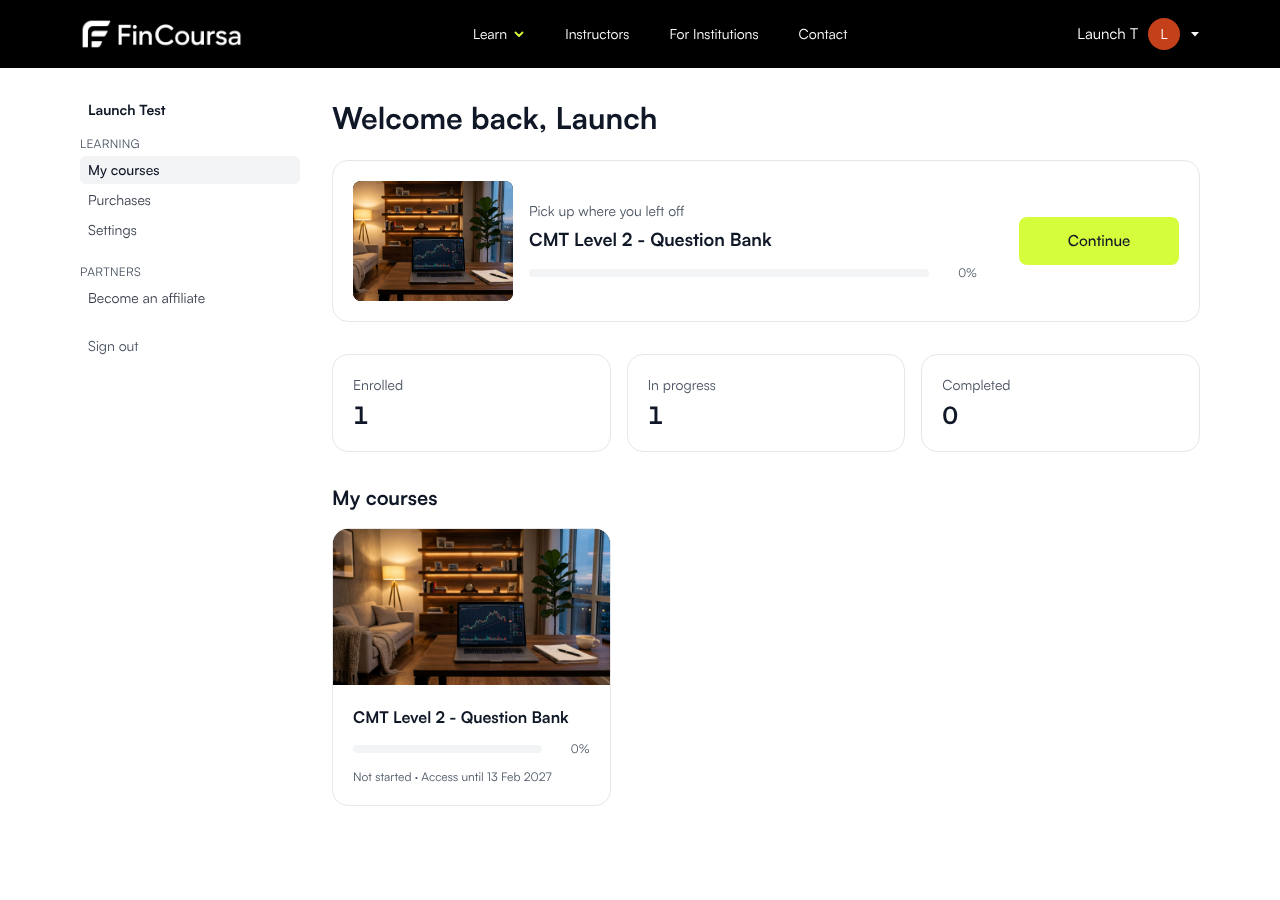 FinCoursa
Learn
Instructors
For Institutions
Contact
Launch T
L
Launch Test
LEARNING
My courses
Purchases
Settings
PARTNERS
Become an affiliate
Sign out
Welcome back, Launch
Pick up where you left off
CMT Level 2 - Question Bank
0%
Continue
Enrolled
1
In progress
1
Completed
0
My courses
CMT Level 2 - Question Bank
0%
Not started · Access until 13 Feb 2027